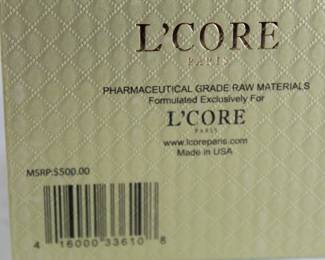 L'CORE
PARIS
PHARMACEUTICAL GRADE RAW MATERIALS
Formulated Exclusively For
L'CORE
PARIS
www.lcoreparis.com
Made in USA
MSRP:$500.00
4 16000 33610 8